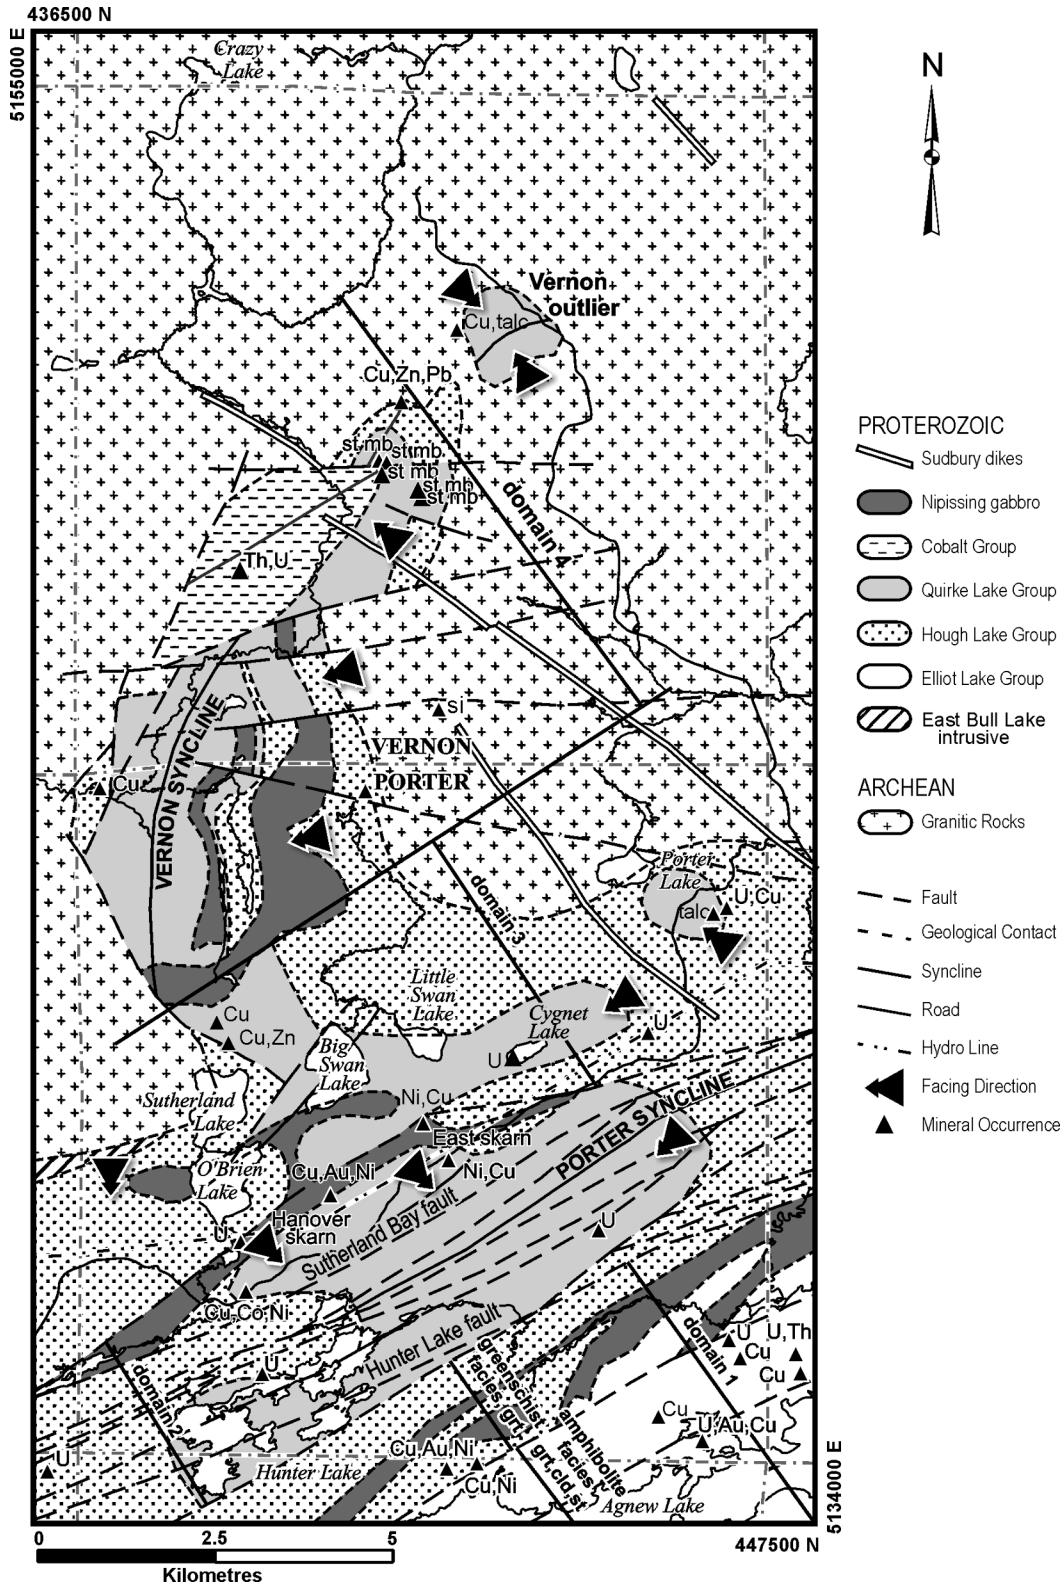 436500 N
5155000 E
Crazy
Lake
N
Vernon
outlier
Cu,talc
Cu,Zn,Pb
st mb
st mb
st mb
st mb
st mb
domain 4
Th,U
PROTEROZOIC
Sudbury dikes
Nipissing gabbro
Cobalt Group
Quirke Lake Group
Hough Lake Group
Elliot Lake Group
East Bull Lake
intrusive
ARCHEAN
Granitic Rocks
Fault
Geological Contact
Syncline
Road
Hydro Line
Facing Direction
Mineral Occurrence
si
VERNON SYNCLINE
VERNON
PORTER
Cu
Porter
Lake
U,Cu
talc
domain 3
Little
Swan
Lake
Cygnet
Lake
U
U
Cu
Cu,Zn
Big
Swan
Lake
Sutherland
Lake
Ni,Cu
East skarn
Ni,Cu
PORTER SYNCLINE
O'Brien
Lake
Cu,Au,Ni
Hanover
skarn
U
Sutherland Bay fault
U
Cu,Co,Ni
Hunter Lake fault
U
domain 2
domain 1
U
U,Th
Cu
Cu
greenschist
facies, grt
amphibolite
facies
grt,cld,st
Cu
U,Au,Cu
Cu,Au,Ni
Cu,Ni
U
Hunter Lake
Agnew Lake
5134000 E
447500 N
0
2.5
5
Kilometres